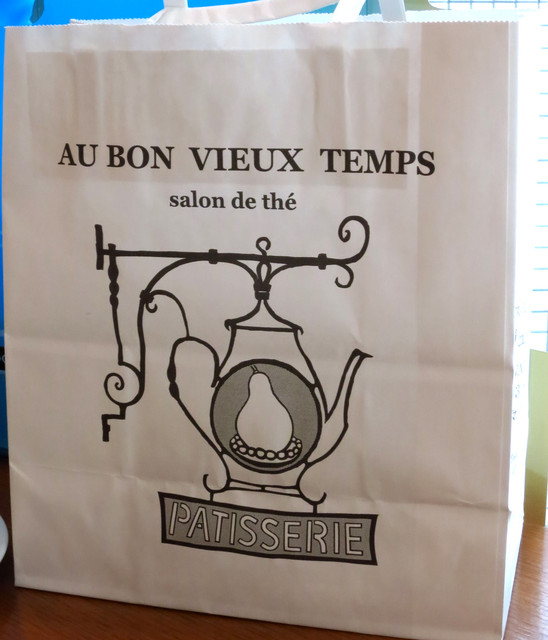 AU BON VIEUX TEMPS
salon de thé
PATISSERIE